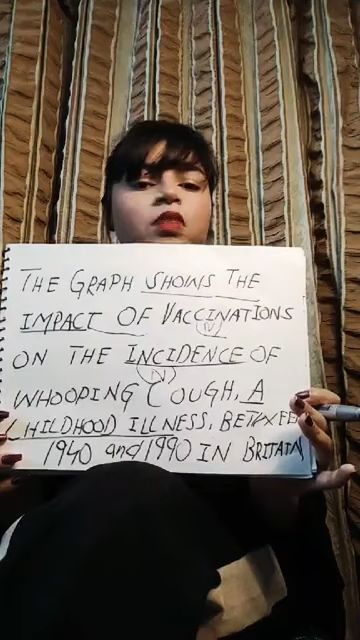 THE GRAPH SHOWS THE
IMPACT OF VACCINATIONS
(N)
ON THE INCIDENCE OF
(N)
WHOOPING COUGH, A
CHILDHOOD ILLNESS, BETWEEN
1940 and 1990 IN BRITAIN